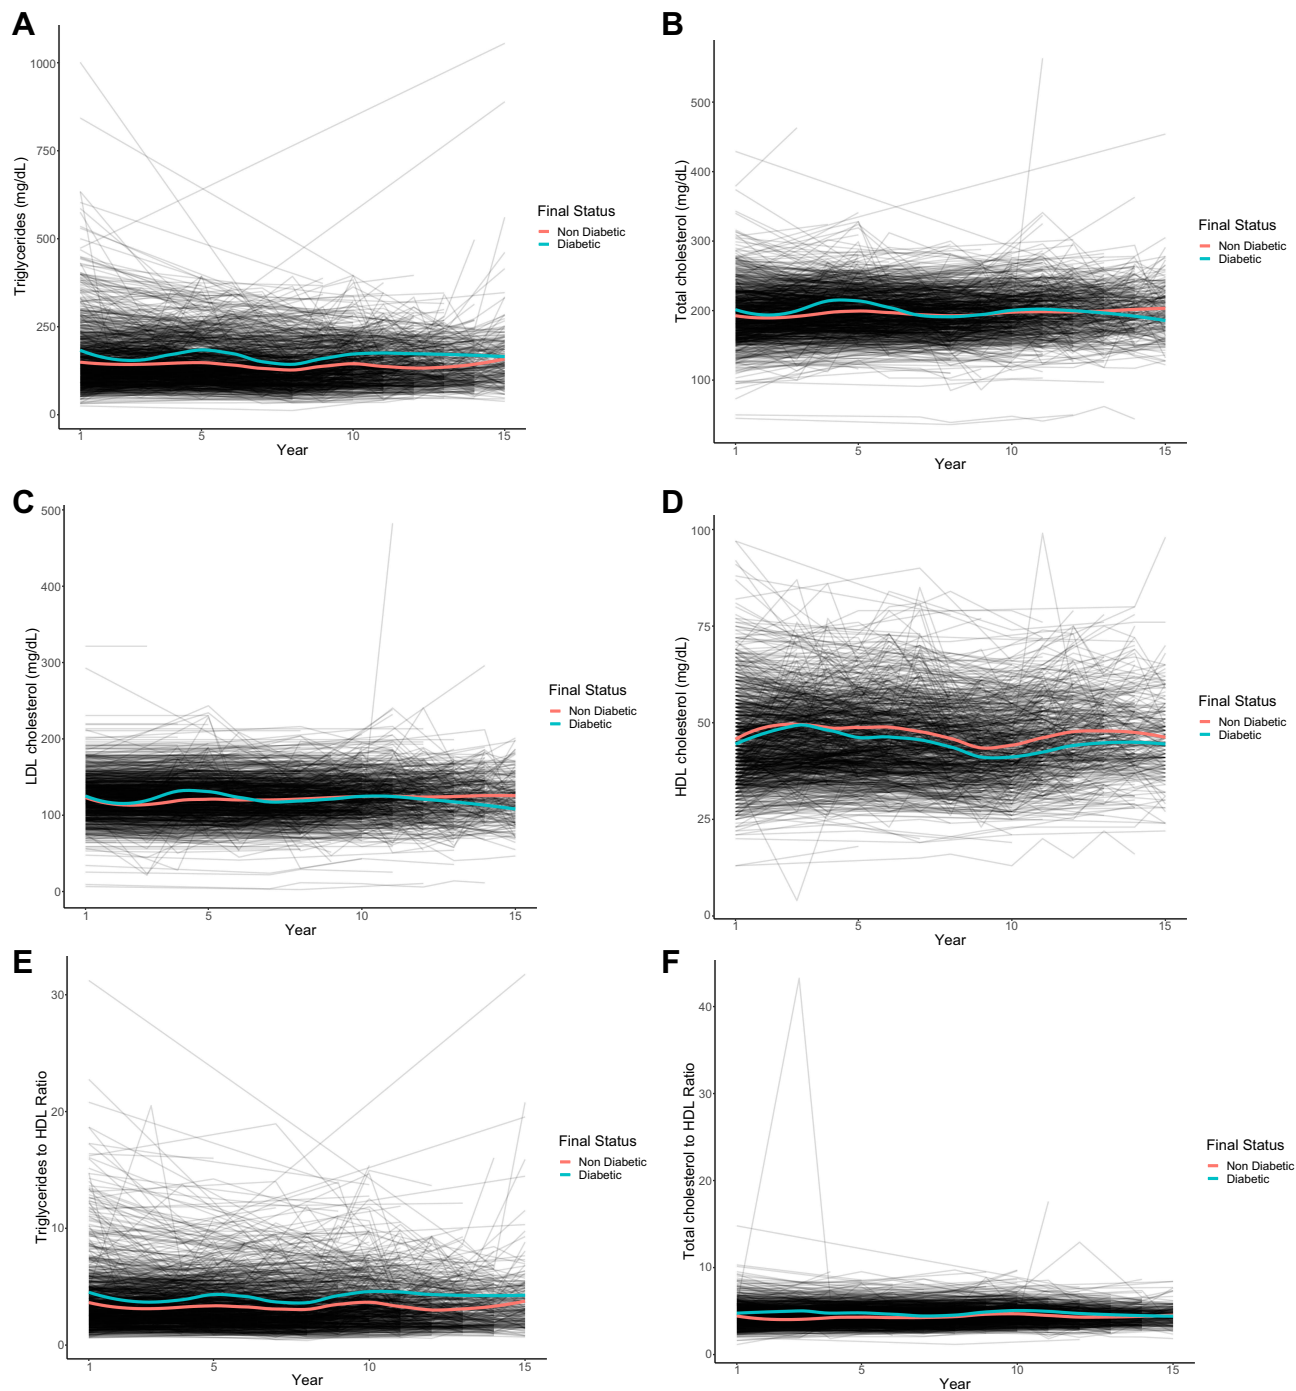 A
1000
750
500
250
0
Triglycerides (mg/dL)
1 5 10 15
Year
Final Status
Non Diabetic
Diabetic
B
500
400
300
200
100
Total cholesterol (mg/dL)
1 5 10 15
Year
Final Status
Non Diabetic
Diabetic
C
500
400
300
200
100
0
LDL cholesterol (mg/dL)
1 5 10 15
Year
Final Status
Non Diabetic
Diabetic
D
100
75
50
25
0
HDL cholesterol (mg/dL)
1 5 10 15
Year
Final Status
Non Diabetic
Diabetic
E
30
20
10
0
Triglycerides to HDL Ratio
1 5 10 15
Year
Final Status
Non Diabetic
Diabetic
F
40
30
20
10
0
Total cholesterol to HDL Ratio
1 5 10 15
Year
Final Status
Non Diabetic
Diabetic